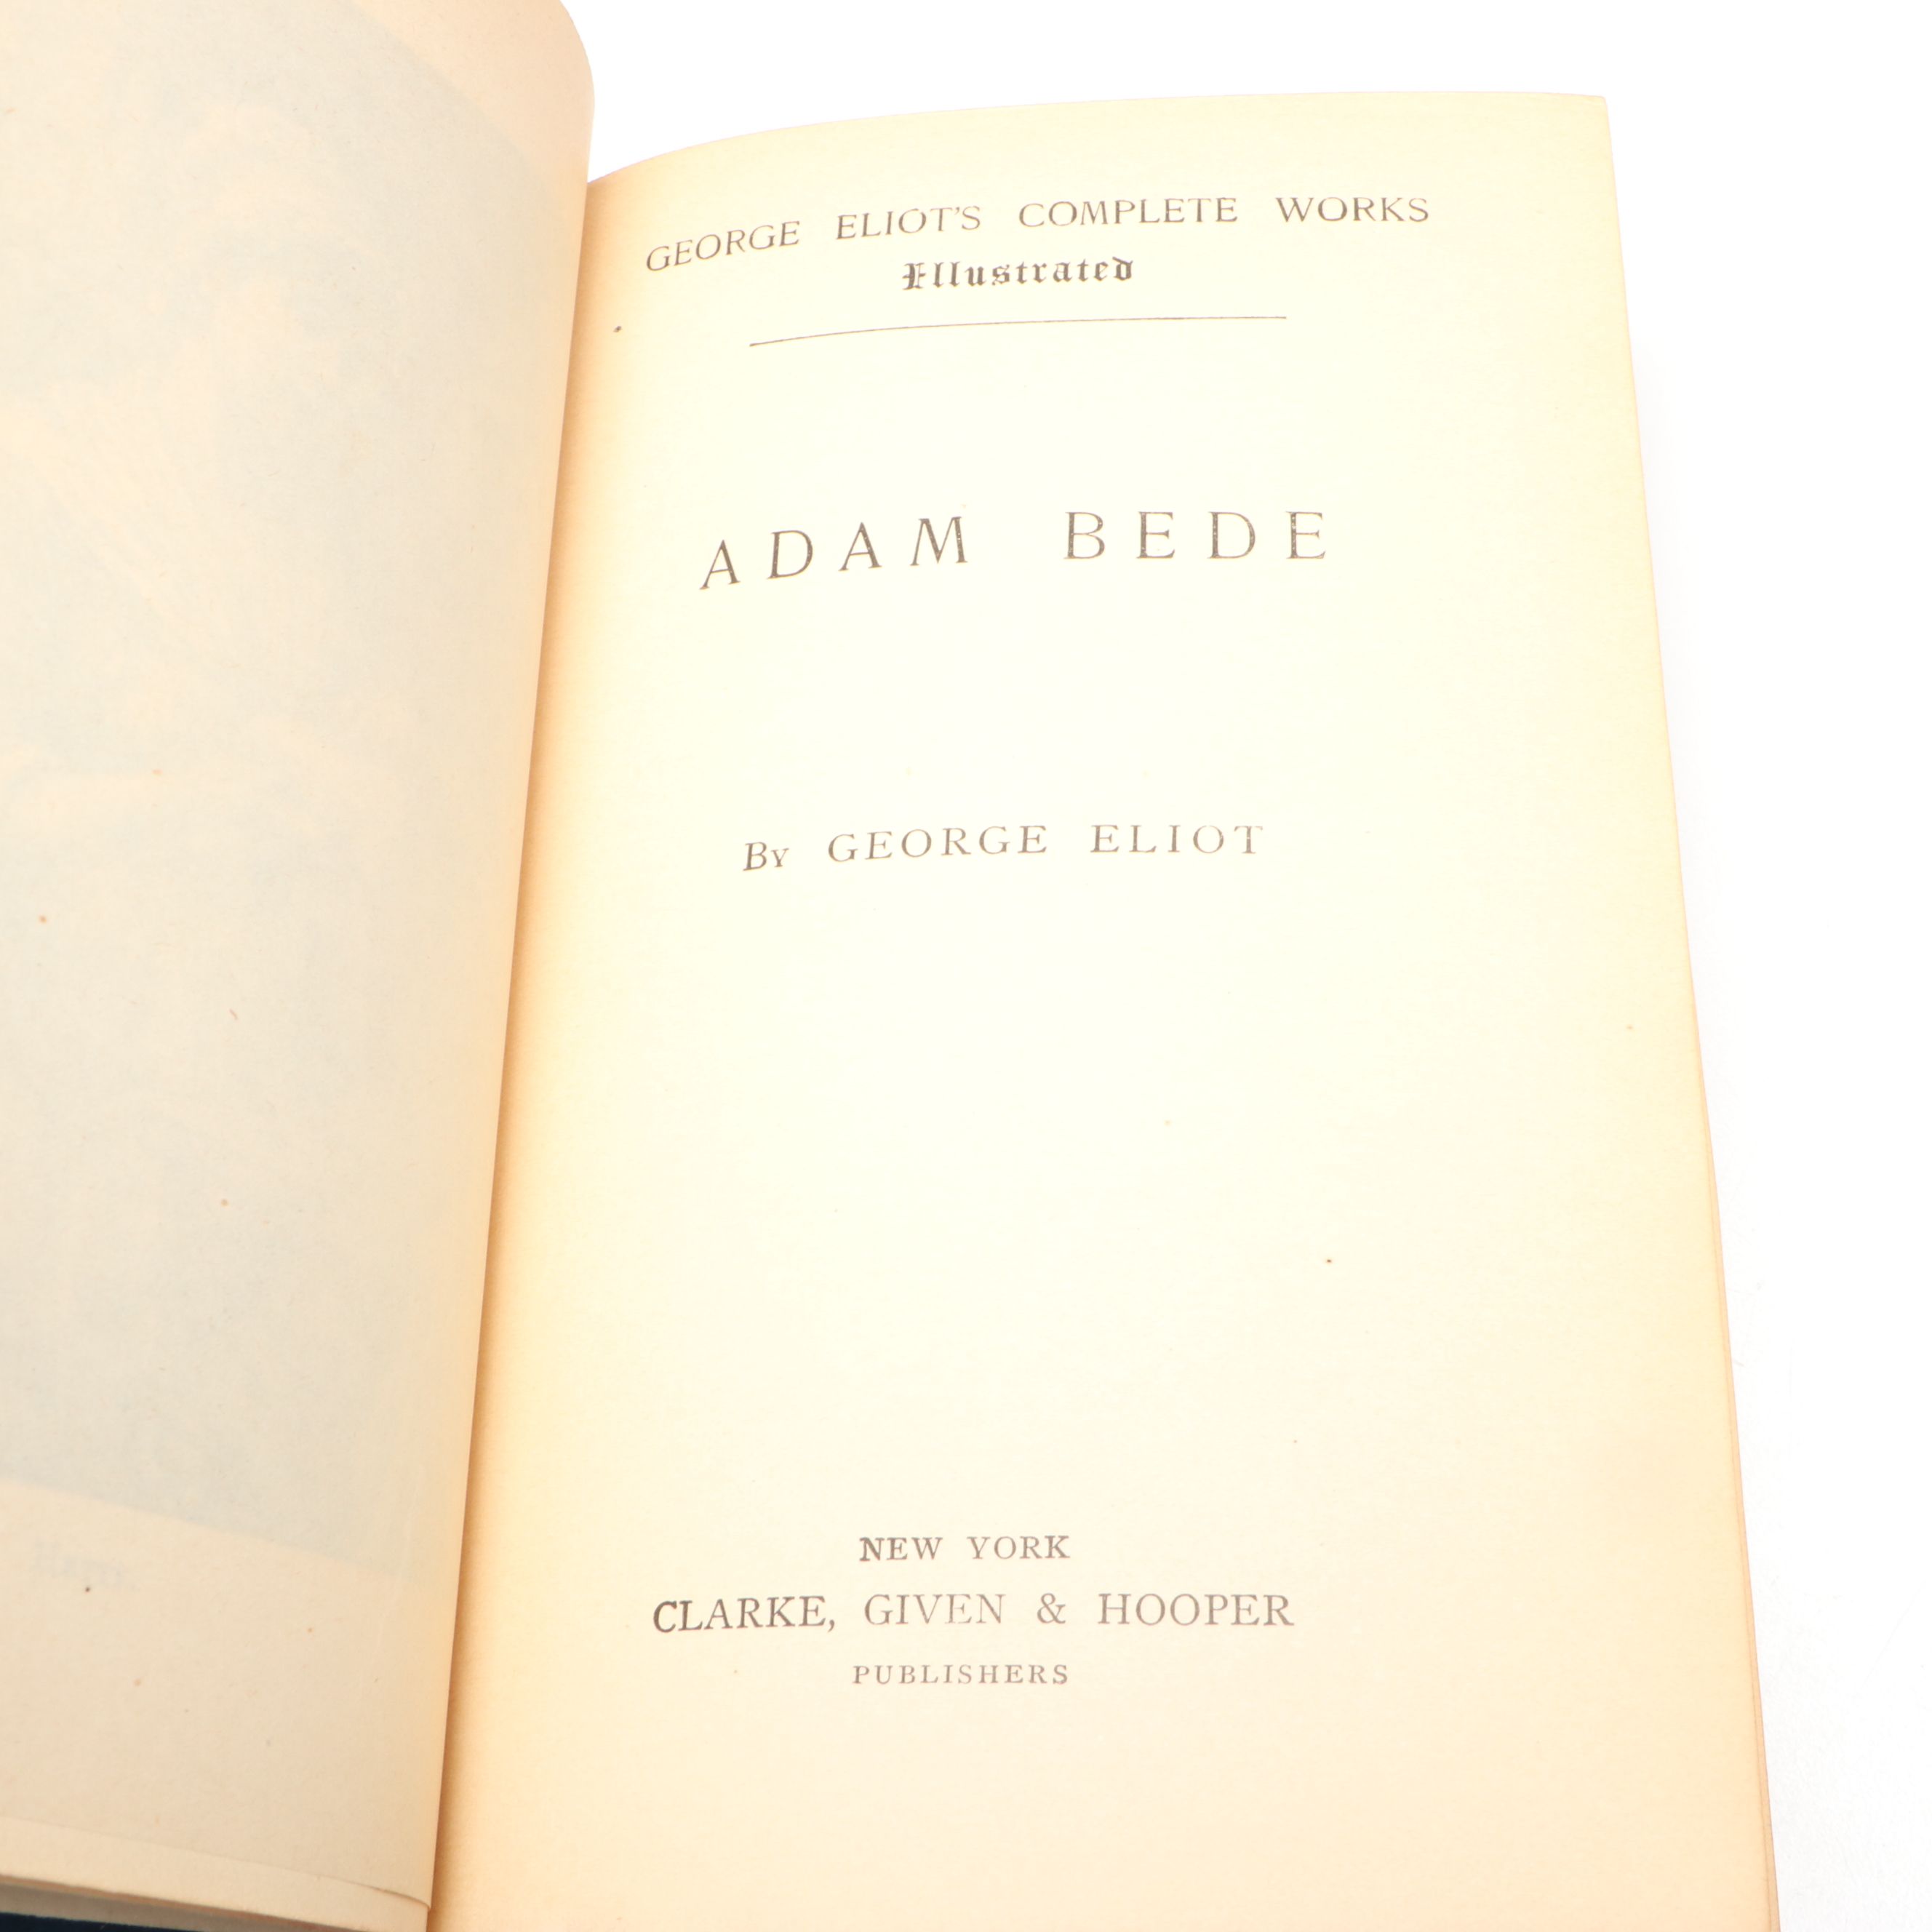 GEORGE ELIOT'S COMPLETE WORKS
Illustrated
ADAM BEDE
By GEORGE ELIOT
NEW YORK
CLARKE, GIVEN & HOOPER
PUBLISHERS